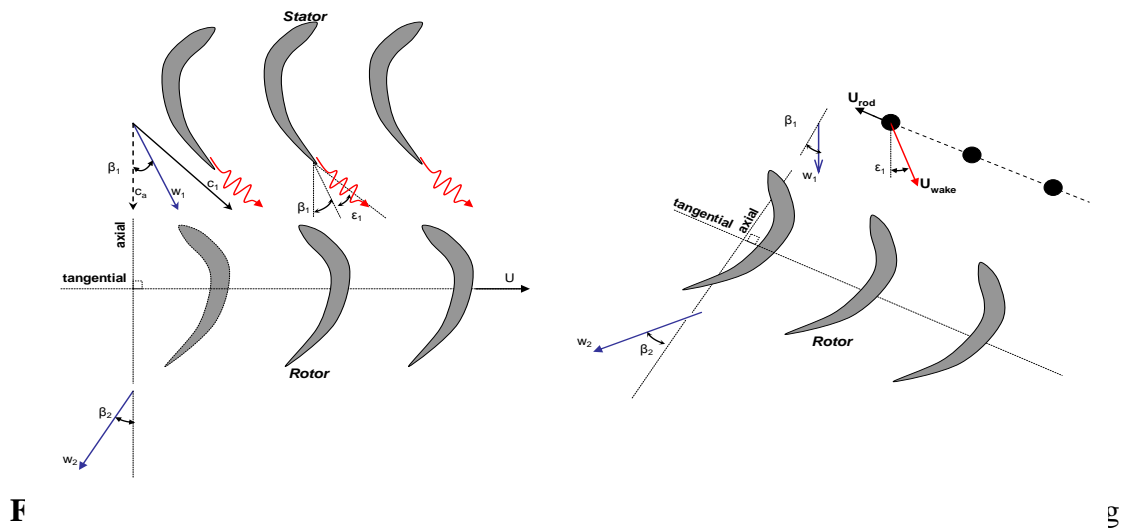 Stator
β₁
cₐ
w₁
c₁
axial
β₁
ε₁
tangential
U
Rotor
β₂
w₂
Uᵣₒd
β₁
w₁
ε₁
U_wake
tangential
axial
w₂
β₂
Rotor
g